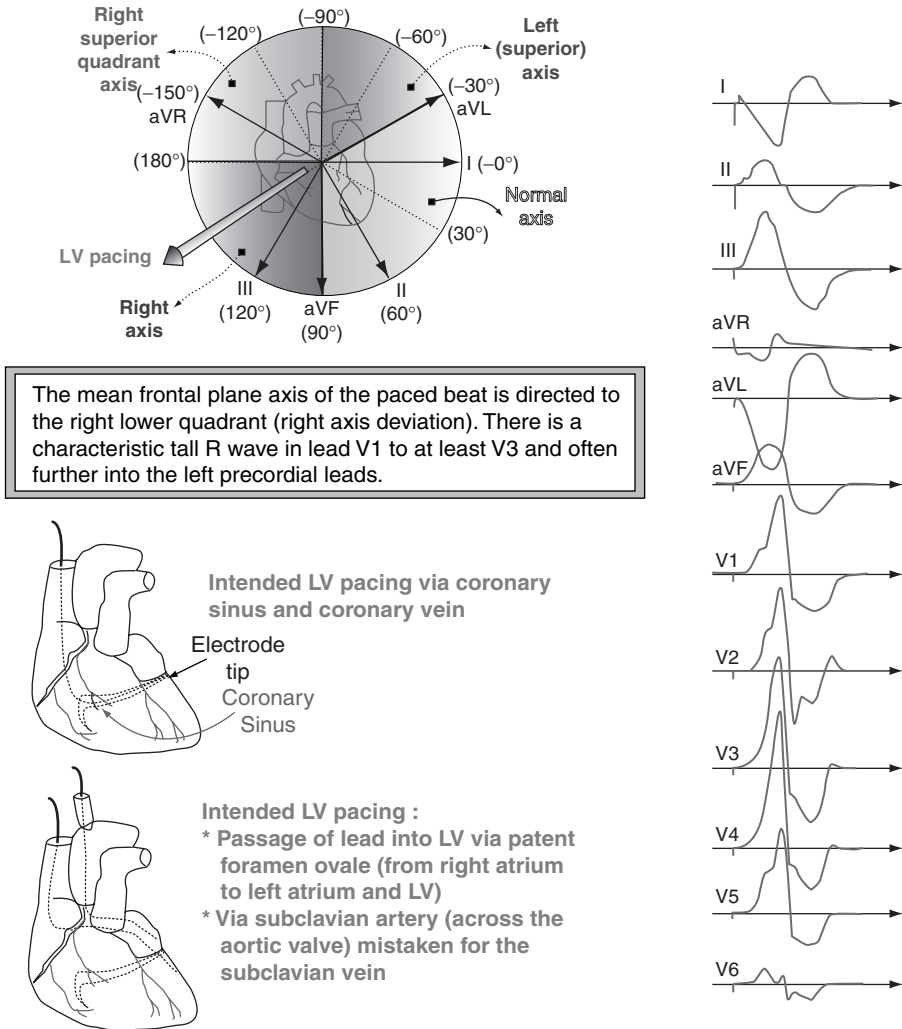 Right
superior
quadrant
axis
(−120°)
(−90°)
(−60°)
Left
(superior)
axis
(−150°)
aVR
(−30°)
aVL
(180°)
I (−0°)
Normal
axis
(30°)
LV pacing
Right
axis
III
(120°)
aVF
(90°)
II
(60°)
The mean frontal plane axis of the paced beat is directed to
the right lower quadrant (right axis deviation). There is a
characteristic tall R wave in lead V1 to at least V3 and often
further into the left precordial leads.
Intended LV pacing via coronary
sinus and coronary vein
Electrode
tip
Coronary
Sinus
Intended LV pacing :
* Passage of lead into LV via patent
foramen ovale (from right atrium
to left atrium and LV)
* Via subclavian artery (across the
aortic valve) mistaken for the
subclavian vein
I
II
III
aVR
aVL
aVF
V1
V2
V3
V4
V5
V6